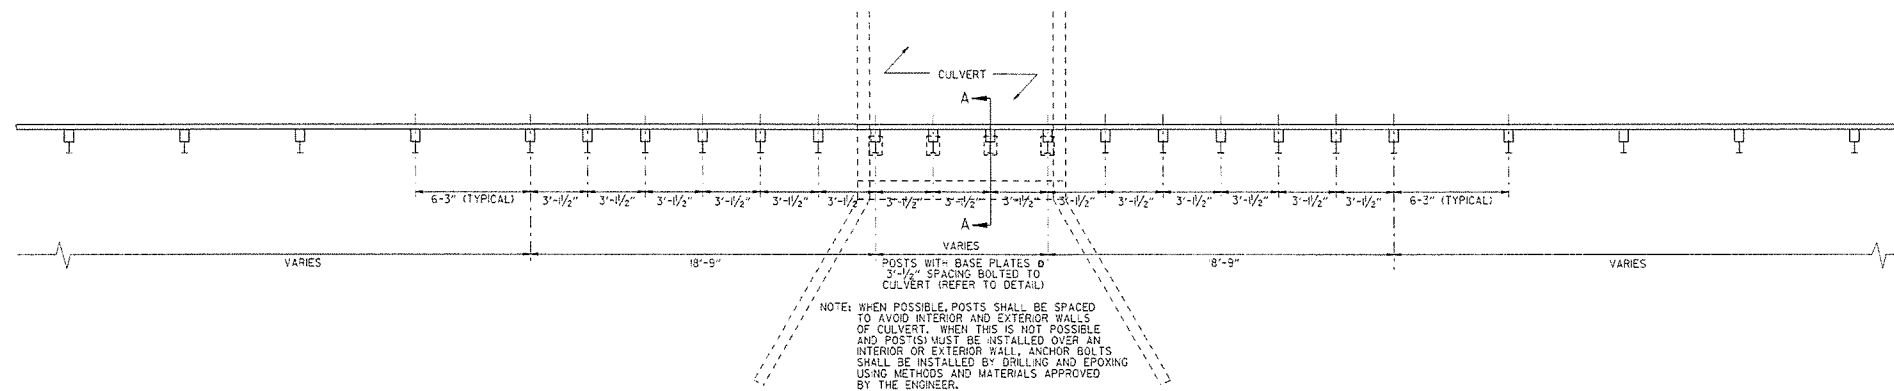 CULVERT
A
6'-3" (TYPICAL) 3'-1½" 3'-1½" 3'-1½" 3'-1½" 3'-1½" 3'-1½" 3'-1½" 3'-1½" 3'-1½" 3'-1½" 3'-1½" 3'-1½" 3'-1½" 3'-1½" 3'-1½" 6'-3" (TYPICAL)
A
VARIES 18'-9" VARIES 18'-9" VARIES
POSTS WITH BASE PLATES @
3'-1½" SPACING BOLTED TO
CULVERT (REFER TO DETAIL)
NOTE: WHEN POSSIBLE, POSTS SHALL BE SPACED
TO AVOID INTERIOR AND EXTERIOR WALLS
OF CULVERT. WHEN THIS IS NOT POSSIBLE
AND POST(S) MUST BE INSTALLED OVER AN
INTERIOR OR EXTERIOR WALL, ANCHOR BOLTS
SHALL BE INSTALLED BY DRILLING AND EPOXING
USING METHODS AND MATERIALS APPROVED
BY THE ENGINEER.